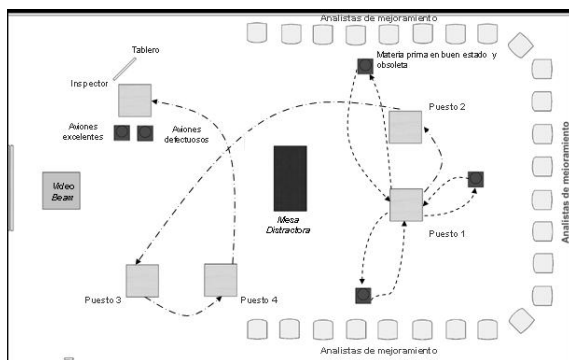 Analistas de mejoramiento
Tablero
Inspector
Aviones
excelentes
Aviones
defectuosos
Materia prima en buen estado y
obsoleta
Puesto 2
Video
Beam
Mesa
Distractora
Puesto 1
Analistas de mejoramiento
Puesto 3
Puesto 4
Analistas de mejoramiento